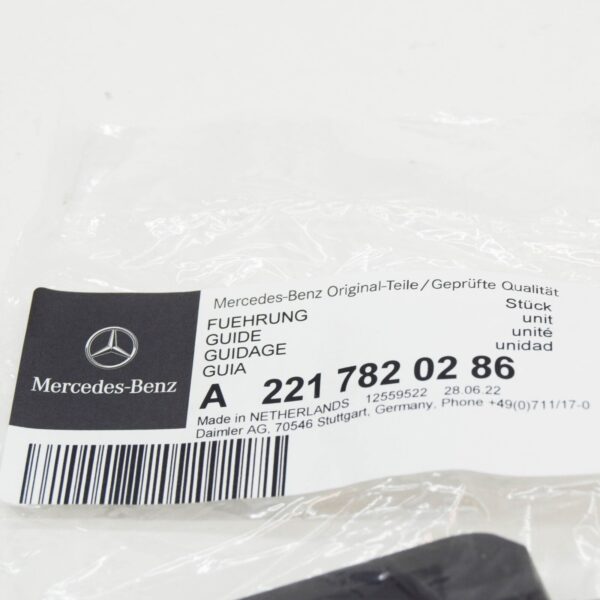 Mercedes-Benz Original-Teile/Geprüfte Qualität
FUEHRUNG
GUIDE
GUIDAGE
GUIA
Stück
unit
unité
unidad
Mercedes-Benz
A 221 782 02 86
Made in NETHERLANDS 12559522 28.06.22
Daimler AG, 70546 Stuttgart, Germany, Phone +49(0)711/17-0